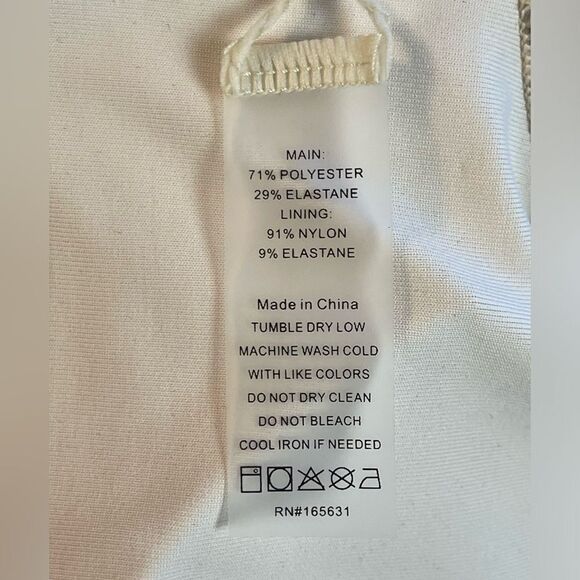 MAIN:
71% POLYESTER
29% ELASTANE
LINING:
91% NYLON
9% ELASTANE
Made in China
TUMBLE DRY LOW
MACHINE WASH COLD
WITH LIKE COLORS
DO NOT DRY CLEAN
DO NOT BLEACH
COOL IRON IF NEEDED
RN#165631